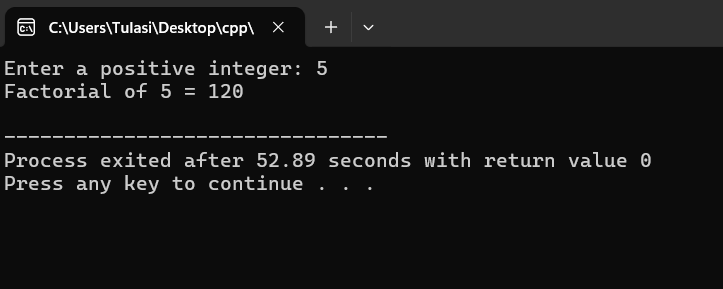 C:\Users\Tulasi\Desktop\cpp\
Enter a positive integer: 5
Factorial of 5 = 120
--------------------------------
Process exited after 52.89 seconds with return value 0
Press any key to continue . . .